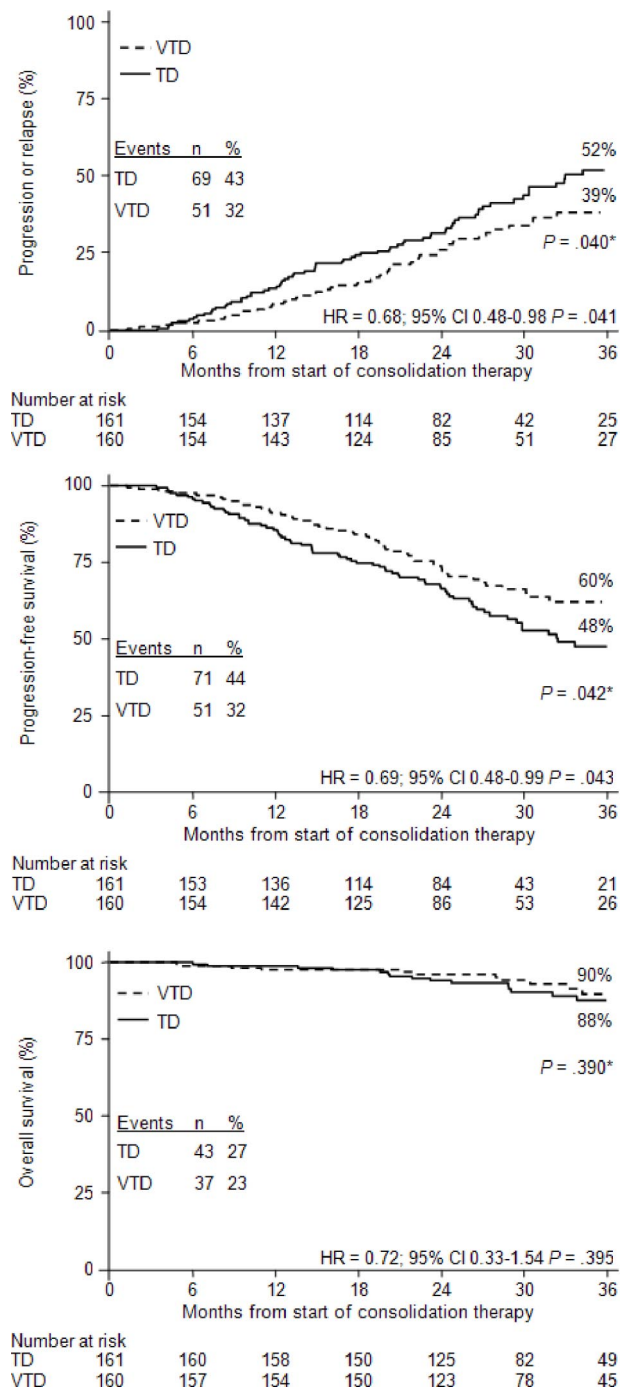 Progression or relapse (%)
100
75
50
25
0
VTD
TD
Events n %
TD 69 43
VTD 51 32
52%
39%
P = .040*
HR = 0.68; 95% CI 0.48-0.98 P = .041
0 6 12 18 24 30 36
Months from start of consolidation therapy
Number at risk
TD 161 154 137 114 82 42 25
VTD 160 154 143 124 85 51 27
Progression-free survival (%)
100
75
50
25
0
VTD
TD
60%
48%
Events n %
TD 71 44
VTD 51 32
P = .042*
HR = 0.69; 95% CI 0.48-0.99 P = .043
0 6 12 18 24 30 36
Months from start of consolidation therapy
Number at risk
TD 161 153 136 114 84 43 21
VTD 160 154 142 125 86 53 26
Overall survival (%)
100
75
50
25
0
VTD
TD
90%
88%
P = .390*
Events n %
TD 43 27
VTD 37 23
HR = 0.72; 95% CI 0.33-1.54 P = .395
0 6 12 18 24 30 36
Months from start of consolidation therapy
Number at risk
TD 161 160 158 150 125 82 49
VTD 160 157 154 150 123 78 45